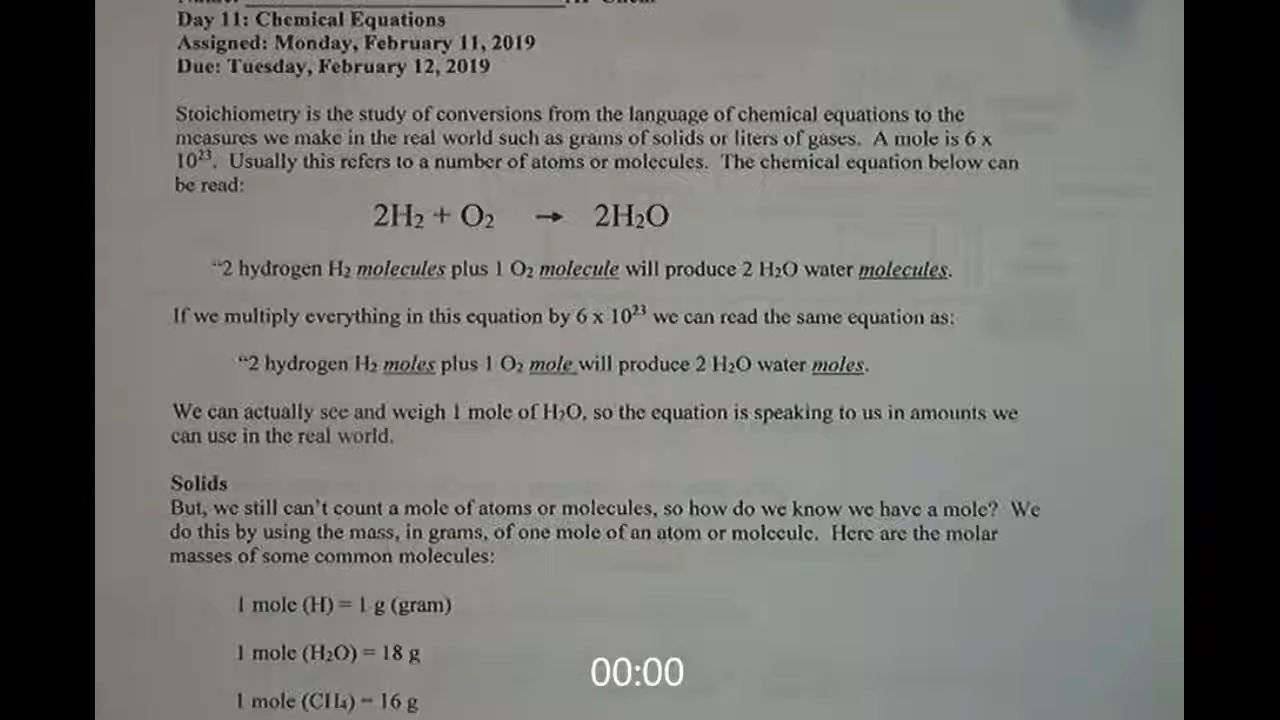 Day 11: Chemical Equations
Assigned: Monday, February 11, 2019
Due: Tuesday, February 12, 2019
Stoichiometry is the study of conversions from the language of chemical equations to the
measures we make in the real world such as grams of solids or liters of gases. A mole is 6 x
10²³. Usually this refers to a number of atoms or molecules. The chemical equation below can
be read:
2H₂ + O₂ → 2H₂O
“2 hydrogen H₂ molecules plus 1 O₂ molecule will produce 2 H₂O water molecules.
If we multiply everything in this equation by 6 x 10²³ we can read the same equation as:
“2 hydrogen H₂ moles plus 1 O₂ mole will produce 2 H₂O water moles.
We can actually see and weigh 1 mole of H₂O, so the equation is speaking to us in amounts we
can use in the real world.
Solids
But, we still can’t count a mole of atoms or molecules, so how do we know we have a mole? We
do this by using the mass, in grams, of one mole of an atom or molecule. Here are the molar
masses of some common molecules:
1 mole (H) = 1 g (gram)
1 mole (H₂O) = 18 g
1 mole (CH₄) = 16 g
00:00